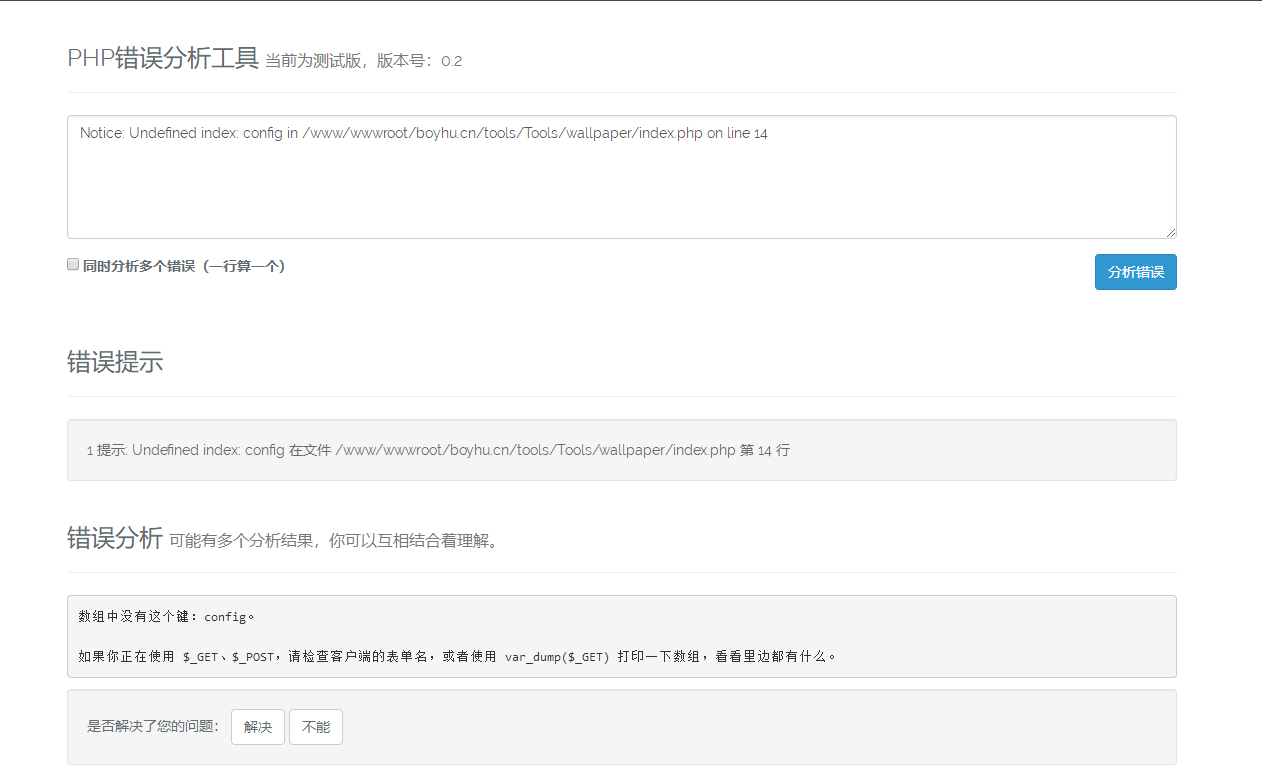 PHP错误分析工具 当前为测试版，版本号：0.2
Notice: Undefined index: config in /www/wwwroot/boyhu.cn/tools/Tools/wallpaper/index.php on line 14
同时分析多个错误（一行算一个）
分析错误
错误提示
1 提示: Undefined index: config 在文件 /www/wwwroot/boyhu.cn/tools/Tools/wallpaper/index.php 第 14 行
错误分析 可能有多个分析结果，你可以互相结合着理解。
数组中没有这个键：config。
如果你正在使用 $_GET、$_POST，请检查客户端的表单名，或者使用 var_dump($_GET) 打印一下数组，看看里边都有什么。
是否解决了您的问题： 解决 不能